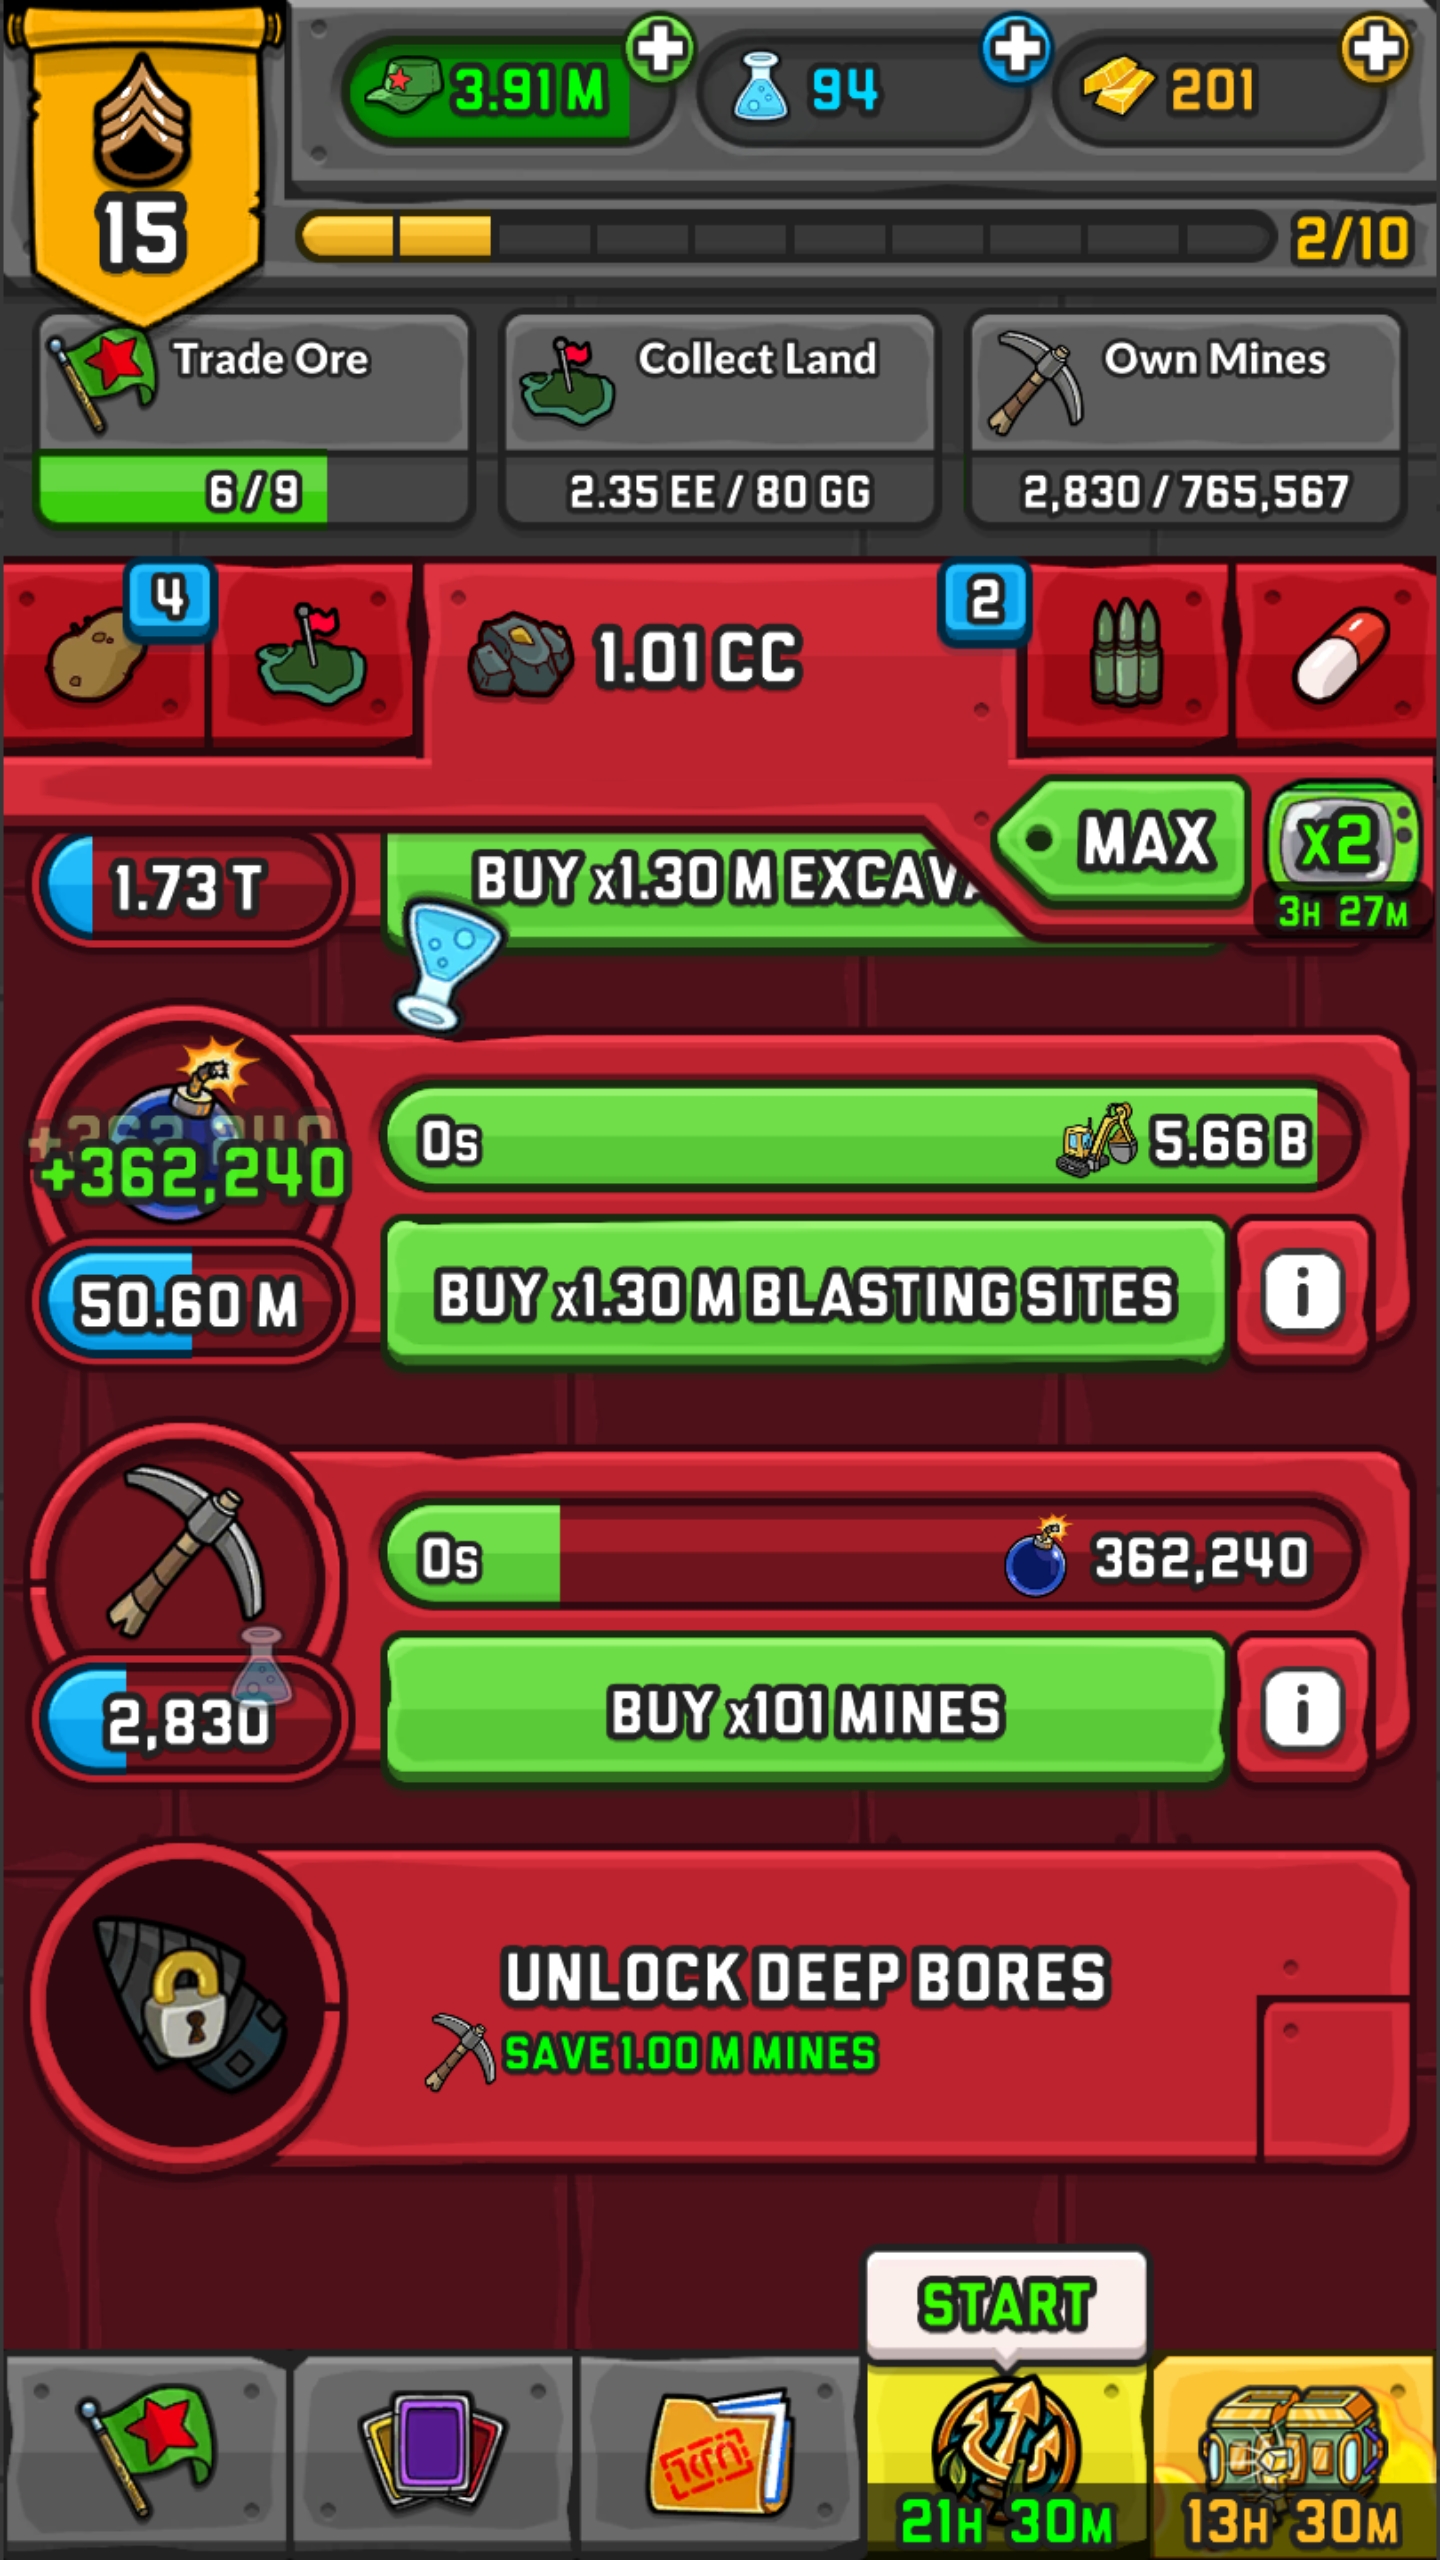 3.91 M
94
201
15
2/10
Trade Ore
Collect Land
Own Mines
6 / 9
2.35 EE / 80 GG
2,830 / 765,567
4
1.01 CC
2
MAX
x2
3H 27M
1.73 T
BUY x1.30 M EXCAVA
0s
5.66 B
+362,240
+362,240
50.60 M
BUY x1.30 M BLASTING SITES
i
0s
362,240
2,830
BUY x101 MINES
i
UNLOCK DEEP BORES
SAVE 1.00 M MINES
START
21H 30M
13H 30M